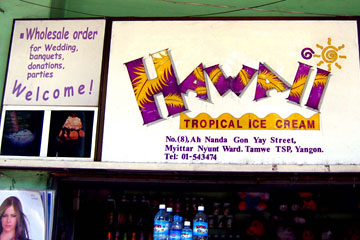 Wholesale order
for Wedding,
banquets,
donations,
parties
Welcome!
HAWAII
TROPICAL ICE CREAM
No.(8), Ah Nanda Gon Yay Street,
Myittar Nyunt Ward. Tamwe TSP, Yangon.
Tel: 01-543474